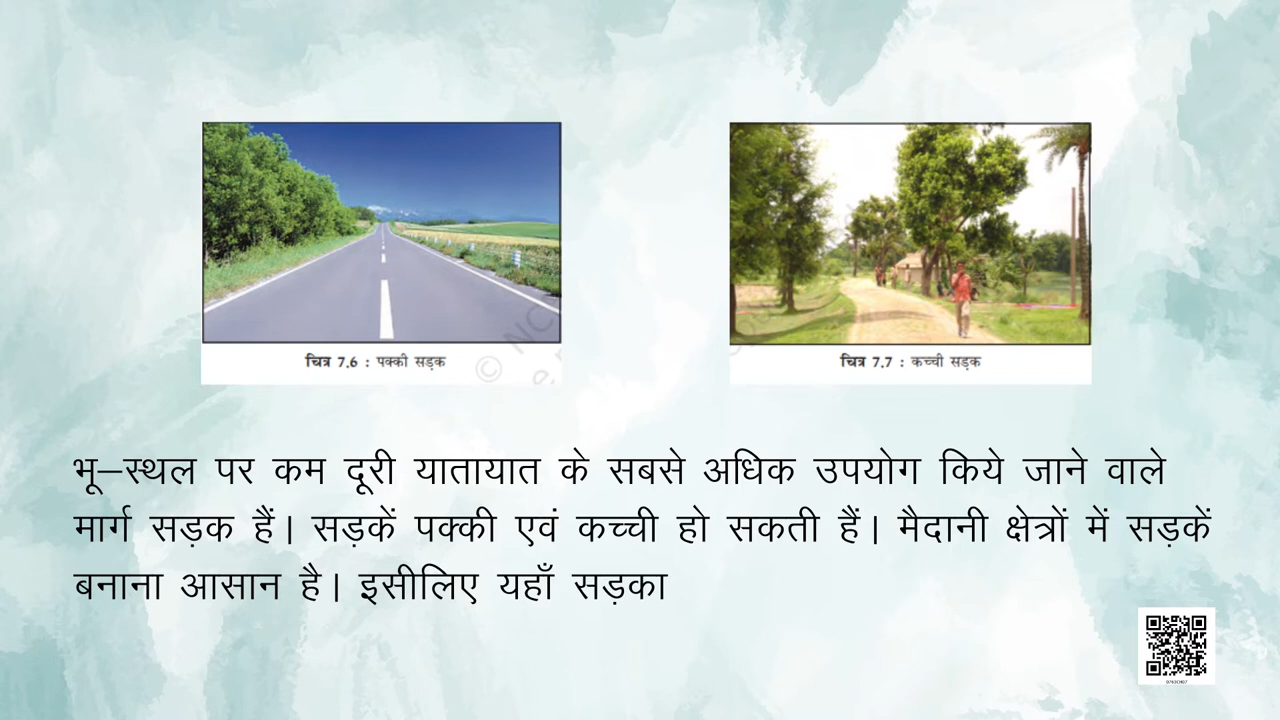 चित्र 7.6 : पक्की सड़क
चित्र 7.7 : कच्ची सड़क
भू–स्थल पर कम दूरी यातायात के सबसे अधिक उपयोग किये जाने वाले
मार्ग सड़क हैं। सड़कें पक्की एवं कच्ची हो सकती हैं। मैदानी क्षेत्रों में सड़कें
बनाना आसान है। इसीलिए यहाँ सड़का